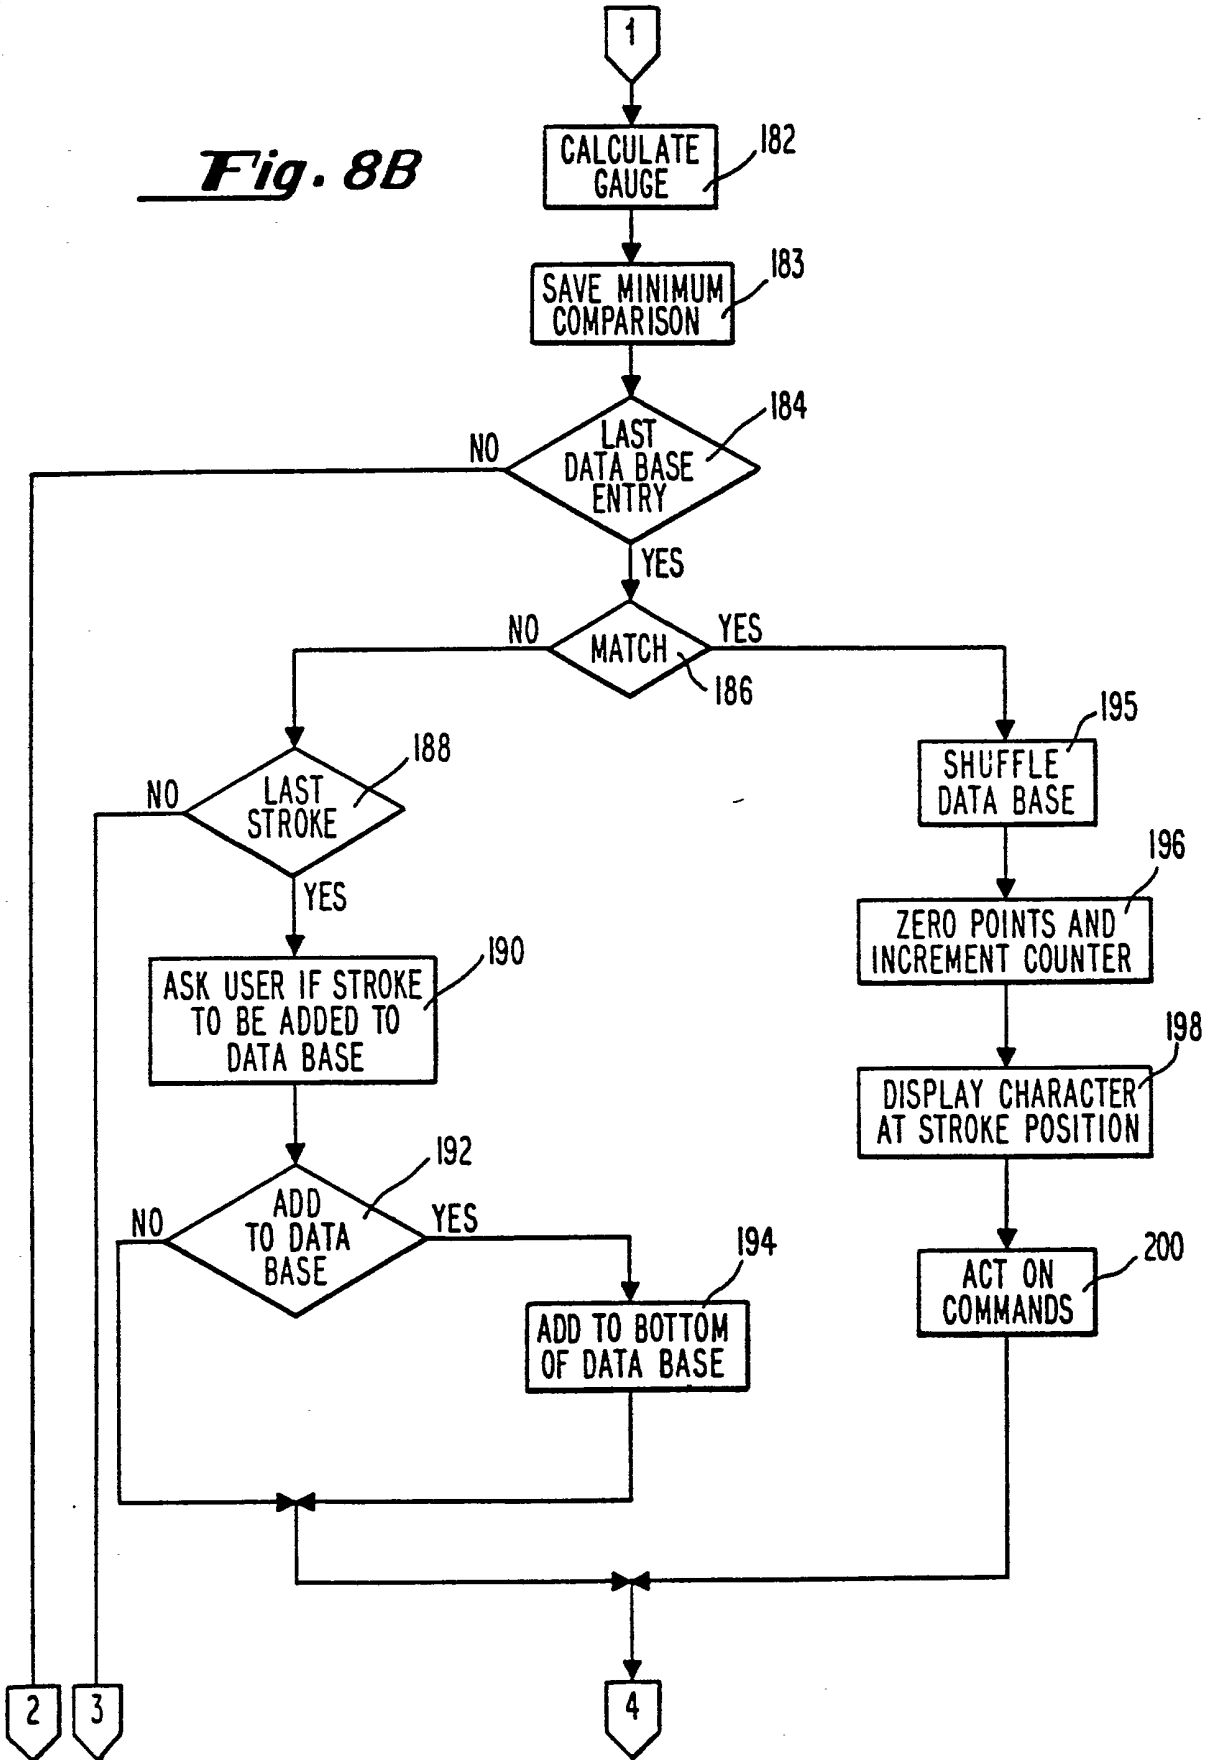 1
Fig. 8B
CALCULATE
GAUGE
182
SAVE MINIMUM
COMPARISON
183
LAST
DATA BASE
ENTRY
184
NO
YES
MATCH
186
NO
YES
LAST
STROKE
188
NO
YES
SHUFFLE
DATA BASE
195
ZERO POINTS AND
INCREMENT COUNTER
196
ASK USER IF STROKE
TO BE ADDED TO
DATA BASE
190
DISPLAY CHARACTER
AT STROKE POSITION
198
ADD
TO DATA
BASE
192
NO
YES
ADD TO BOTTOM
OF DATA BASE
194
ACT ON
COMMANDS
200
2
3
4